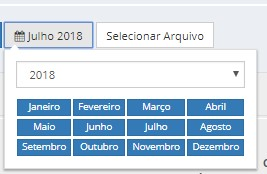 Julho 2018 Selecionar Arquivo
2018
Janeiro Fevereiro Março Abril
Maio Junho Julho Agosto
Setembro Outubro Novembro Dezembro